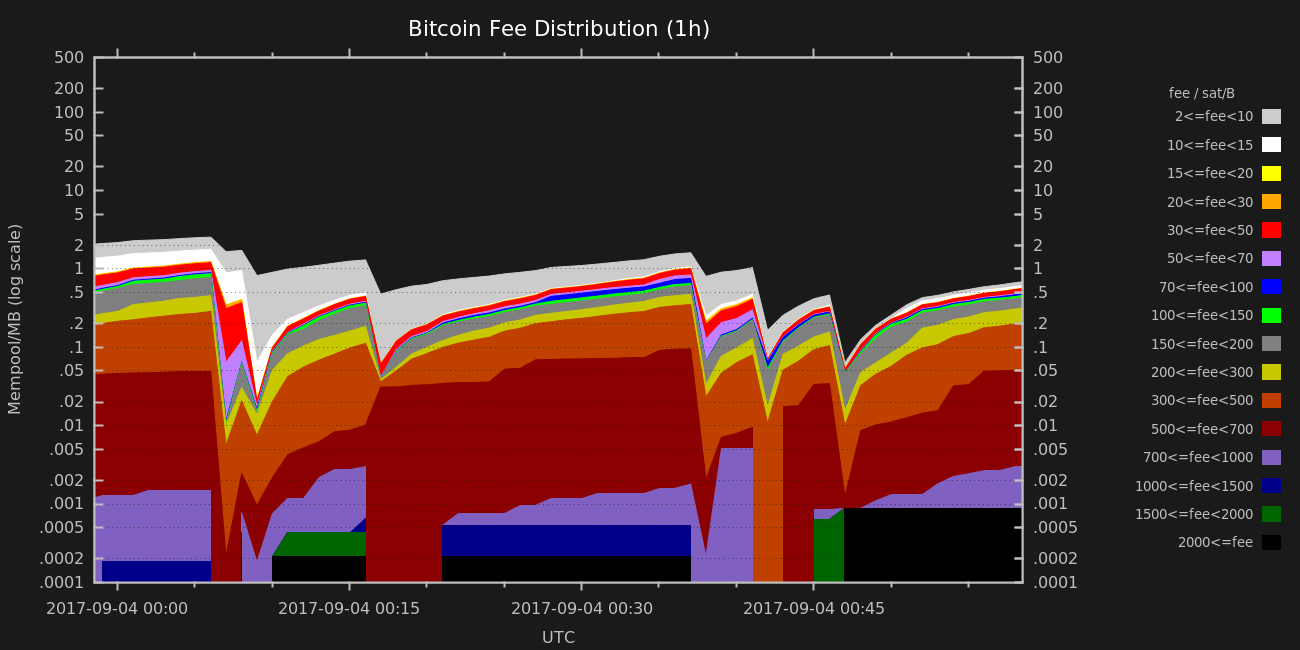 Bitcoin Fee Distribution (1h)
Mempool/MB (log scale)
500
200
100
50
20
10
5
2
1
.5
.2
.1
.05
.02
.01
.005
.002
.001
.0005
.0002
.0001
500
200
100
50
20
10
5
2
1
.5
.2
.1
.05
.02
.01
.005
.002
.001
.0005
.0002
.0001
2017-09-04 00:00
2017-09-04 00:15
2017-09-04 00:30
2017-09-04 00:45
UTC
fee / sat/B
2<=fee<10
10<=fee<15
15<=fee<20
20<=fee<30
30<=fee<50
50<=fee<70
70<=fee<100
100<=fee<150
150<=fee<200
200<=fee<300
300<=fee<500
500<=fee<700
700<=fee<1000
1000<=fee<1500
1500<=fee<2000
2000<=fee